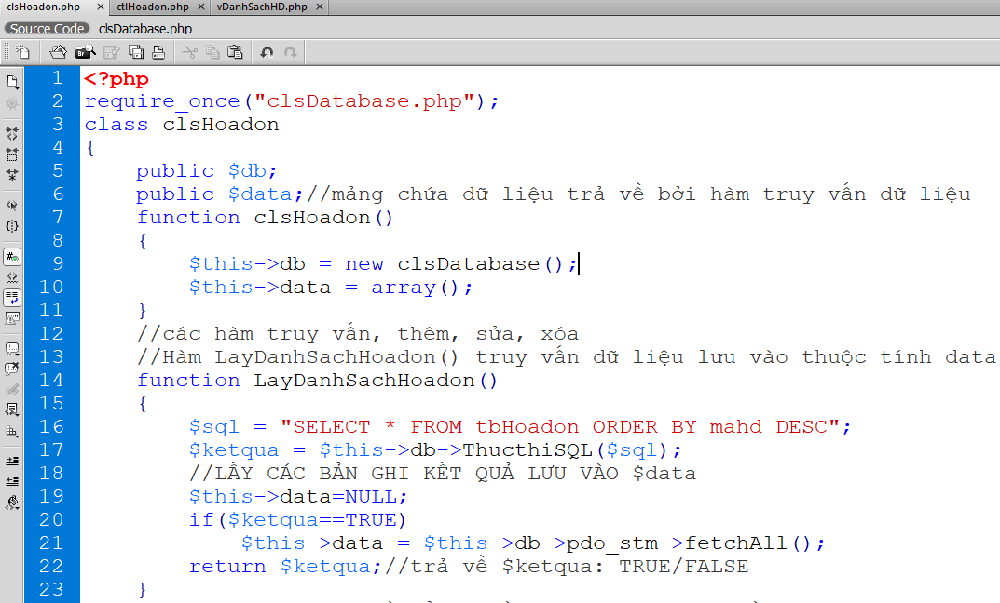 clsHoadon.php × ctlHoadon.php × vDanhSachHD.php ×
Source Code clsDatabase.php
1 <?php
2 require_once("clsDatabase.php");
3 class clsHoadon
4 {
5 public $db;
6 public $data;//mảng chứa dữ liệu trả về bởi hàm truy vấn dữ liệu
7 function clsHoadon()
8 {
9 $this->db = new clsDatabase();
10 $this->data = array();
11 }
12 //các hàm truy vấn, thêm, sửa, xóa
13 //Hàm LayDanhSachHoadon() truy vấn dữ liệu lưu vào thuộc tính data
14 function LayDanhSachHoadon()
15 {
16 $sql = "SELECT * FROM tbHoadon ORDER BY mahd DESC";
17 $ketqua = $this->db->ThucthiSQL($sql);
18 //LẤY CÁC BẢN GHI KẾT QUẢ LƯU VÀO $data
19 $this->data=NULL;
20 if($ketqua==TRUE)
21 $this->data = $this->db->pdo_stm->fetchAll();
22 return $ketqua;//trả về $ketqua: TRUE/FALSE
23 }